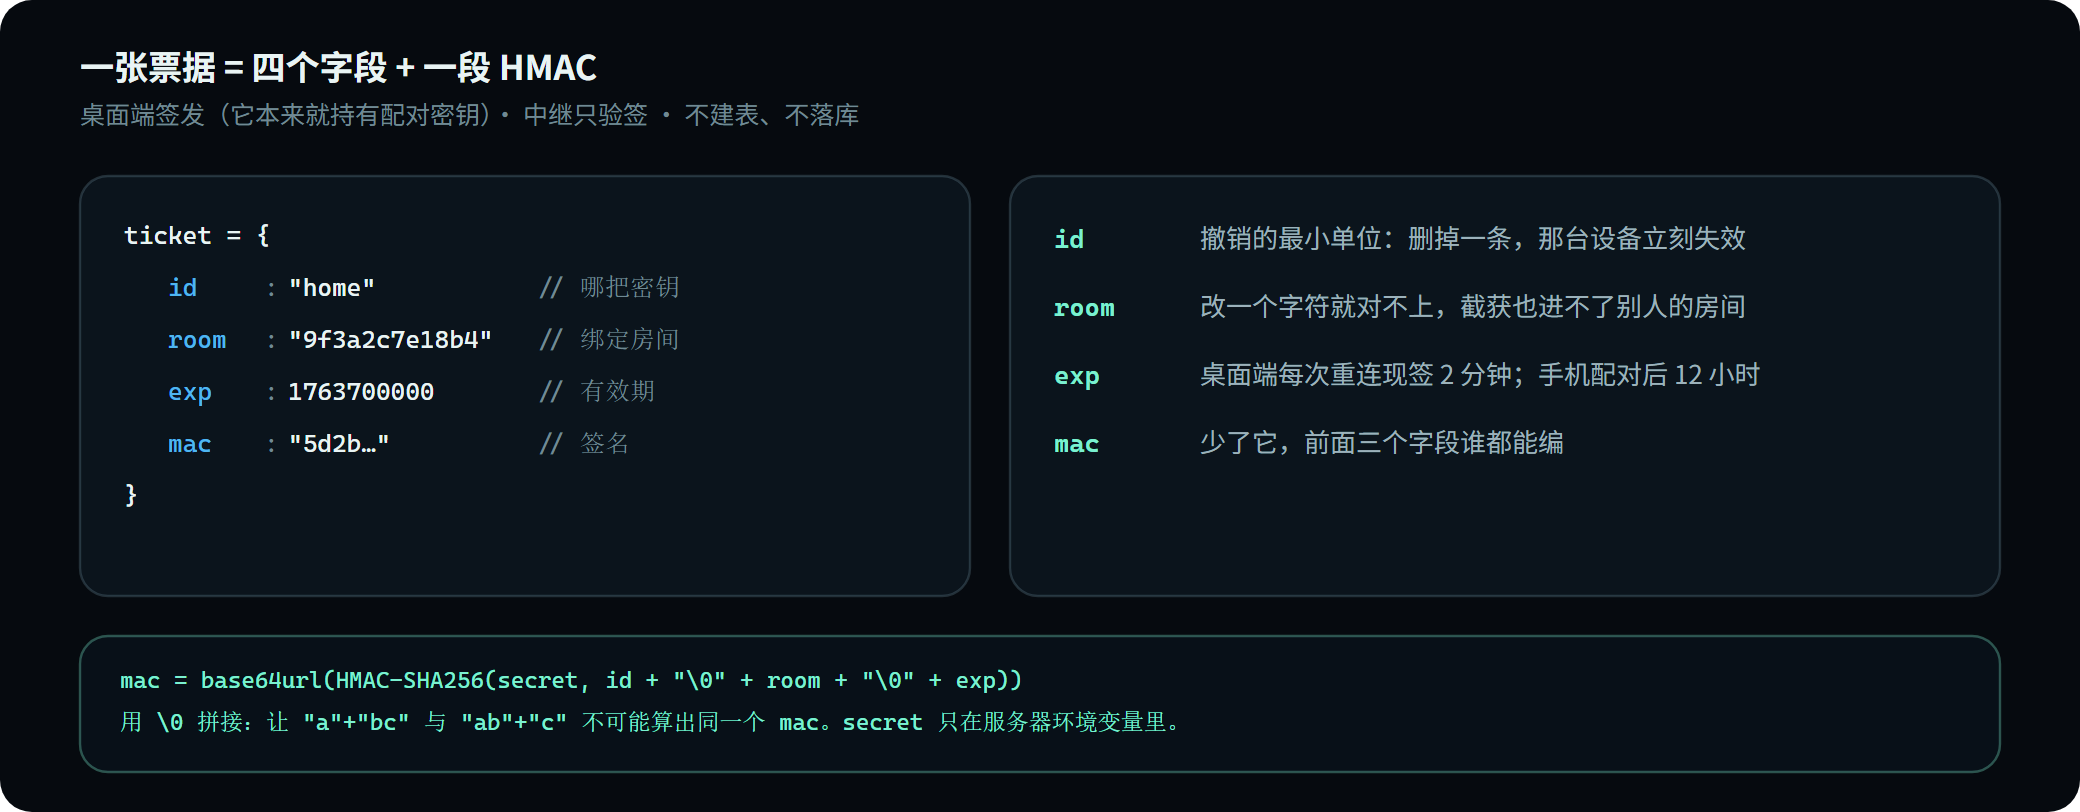 一张票据 = 四个字段 + 一段 HMAC
桌面端签发（它本来就持有配对密钥）· 中继只验签 · 不建表、不落库
ticket = {
id : "home" // 哪把密钥
room : "9f3a2c7e18b4" // 绑定房间
exp : 1763700000 // 有效期
mac : "5d2b…" // 签名
}
id 撤销的最小单位：删掉一条，那台设备立刻失效
room 改一个字符就对不上，截获也进不了别人的房间
exp 桌面端每次重连现签 2 分钟；手机配对后 12 小时
mac 少了它，前面三个字段谁都能编
mac = base64url(HMAC-SHA256(secret, id + "\0" + room + "\0" + exp))
用 \0 拼接：让 "a"+"bc" 与 "ab"+"c" 不可能算出同一个 mac。secret 只在服务器环境变量里。